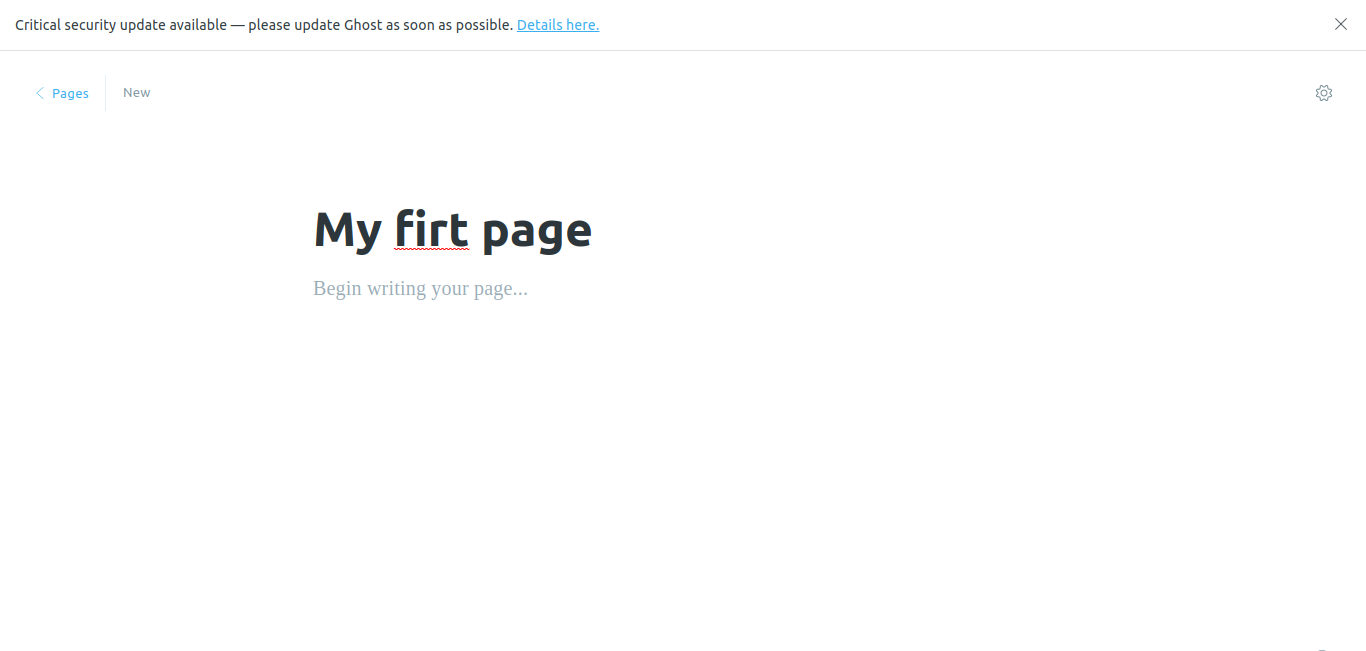 Critical security update available — please update Ghost as soon as possible. Details here.
Pages
New
My firt page
Begin writing your page...